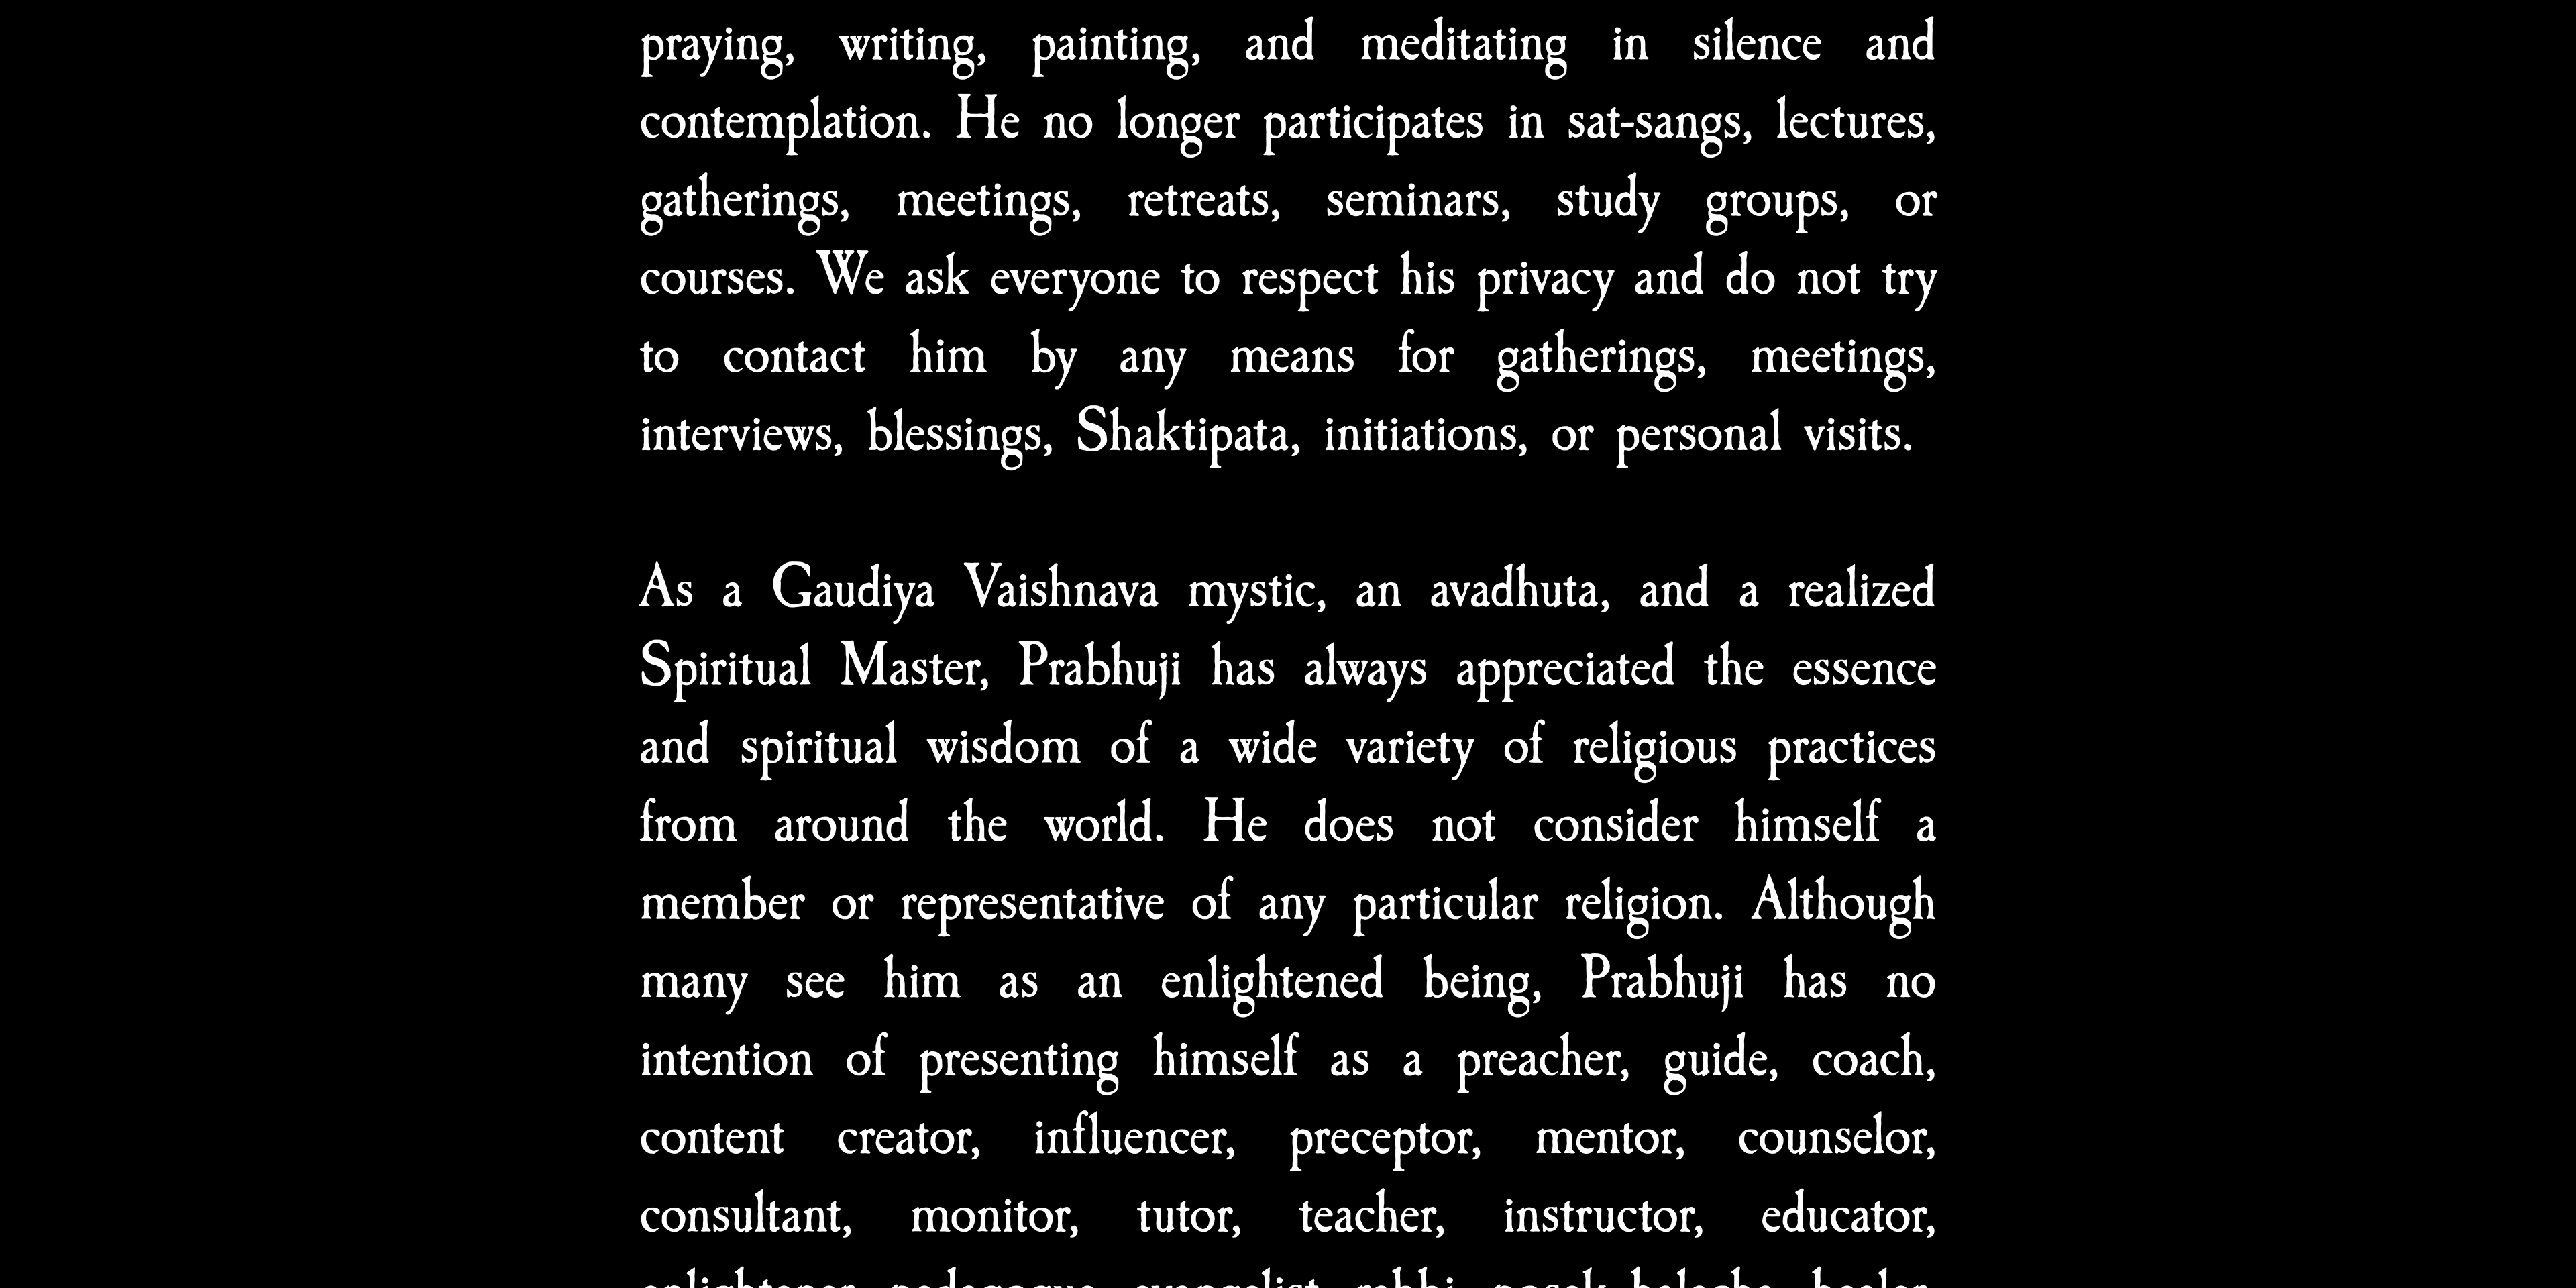 praying, writing, painting, and meditating in silence and
contemplation. He no longer participates in sat-sangs, lectures,
gatherings, meetings, retreats, seminars, study groups, or
courses. We ask everyone to respect his privacy and do not try
to contact him by any means for gatherings, meetings,
interviews, blessings, Shaktipata, initiations, or personal visits.
As a Gaudiya Vaishnava mystic, an avadhuta, and a realized
Spiritual Master, Prabhuji has always appreciated the essence
and spiritual wisdom of a wide variety of religious practices
from around the world. He does not consider himself a
member or representative of any particular religion. Although
many see him as an enlightened being, Prabhuji has no
intention of presenting himself as a preacher, guide, coach,
content creator, influencer, preceptor, mentor, counselor,
consultant, monitor, tutor, teacher, instructor, educator,